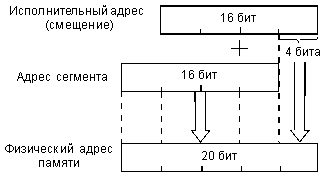 Исполнительный адрес
(смещение)
16 бит
4 бита
Адрес сегмента
16 бит
Физический адрес
памяти
20 бит